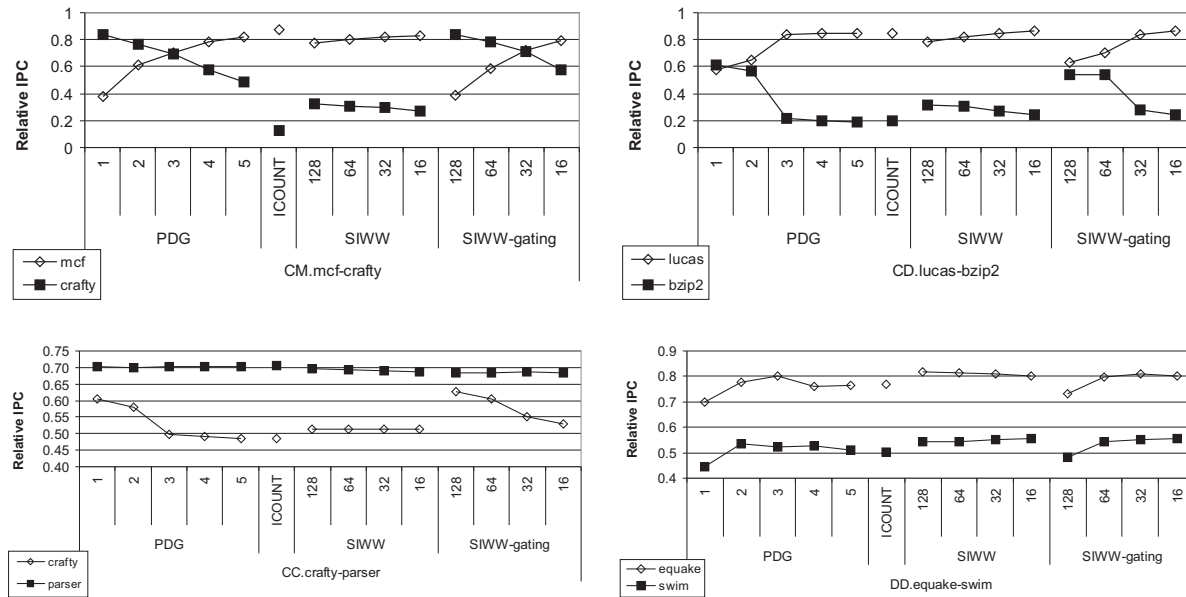 1
0.8
0.6
0.4
0.2
0
Relative IPC
1 2 3 4 5 ICOUNT 128 64 32 16 128 64 32 16
PDG SIWW SIWW-gating
CM.mcf-crafty
mcf
crafty
1
0.8
0.6
0.4
0.2
0
Relative IPC
1 2 3 4 5 ICOUNT 128 64 32 16 128 64 32 16
PDG SIWW SIWW-gating
CD.lucas-bzip2
lucas
bzip2
0.75
0.70
0.65
0.60
0.55
0.50
0.45
0.40
Relative IPC
1 2 3 4 5 ICOUNT 128 64 32 16 128 64 32 16
PDG SIWW SIWW-gating
CC.crafty-parser
crafty
parser
0.9
0.8
0.7
0.6
0.5
0.4
Relative IPC
1 2 3 4 5 ICOUNT 128 64 32 16 128 64 32 16
PDG SIWW SIWW-gating
DD.equake-swim
equake
swim